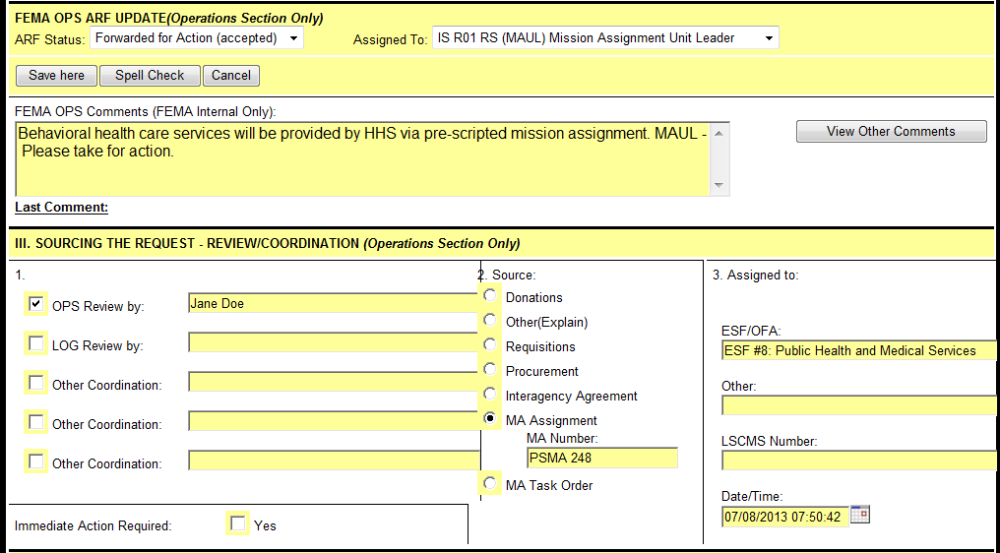 FEMA OPS ARF UPDATE(Operations Section Only)
ARF Status: Forwarded for Action (accepted) Assigned To: IS R01 RS (MAUL) Mission Assignment Unit Leader
Save here Spell Check Cancel
FEMA OPS Comments (FEMA Internal Only):
Behavioral health care services will be provided by HHS via pre-scripted mission assignment. MAUL -
Please take for action.
View Other Comments
Last Comment:
III. SOURCING THE REQUEST - REVIEW/COORDINATION (Operations Section Only)
1.
OPS Review by: Jane Doe
LOG Review by:
Other Coordination:
Other Coordination:
Other Coordination:
Immediate Action Required: Yes
2. Source:
Donations
Other(Explain)
Requisitions
Procurement
Interagency Agreement
MA Assignment
MA Number:
PSMA 248
MA Task Order
3. Assigned to:
ESF/OFA:
ESF #8: Public Health and Medical Services
Other:
LSCMS Number:
Date/Time:
07/08/2013 07:50:42